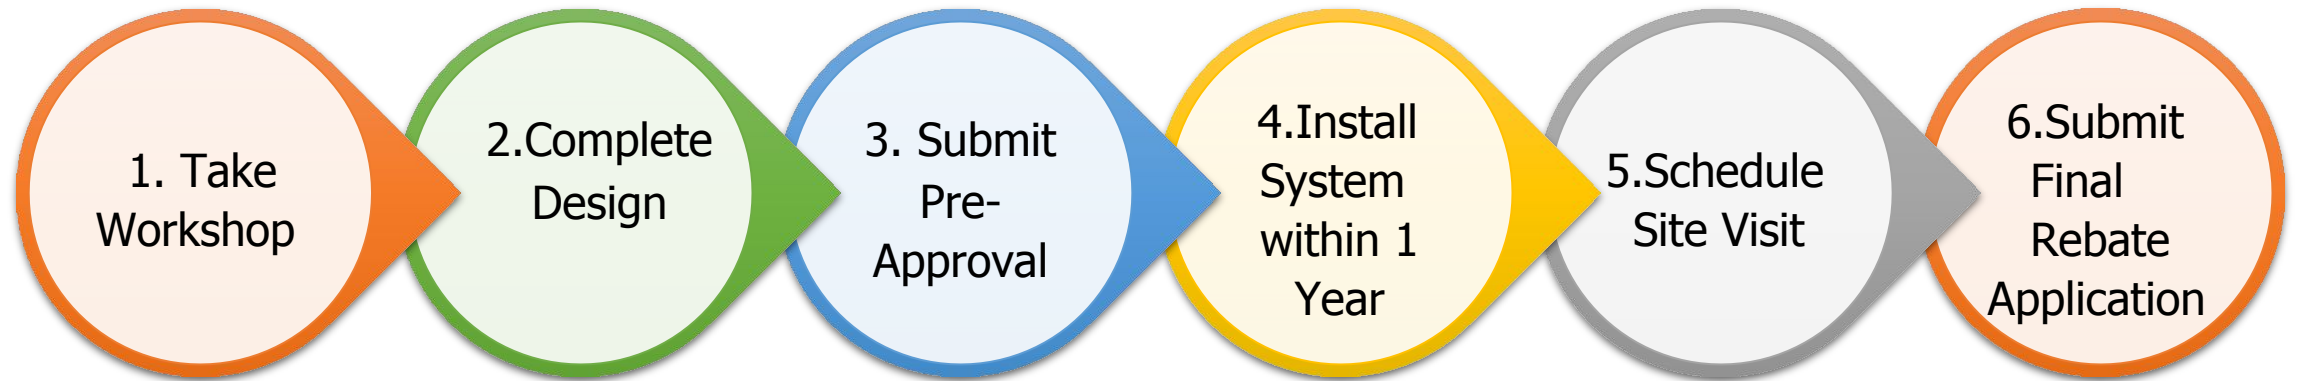 1. Take
Workshop
2.Complete
Design
3. Submit
Pre-
Approval
4.Install
System
within 1
Year
5.Schedule
Site Visit
6.Submit
Final
Rebate
Application